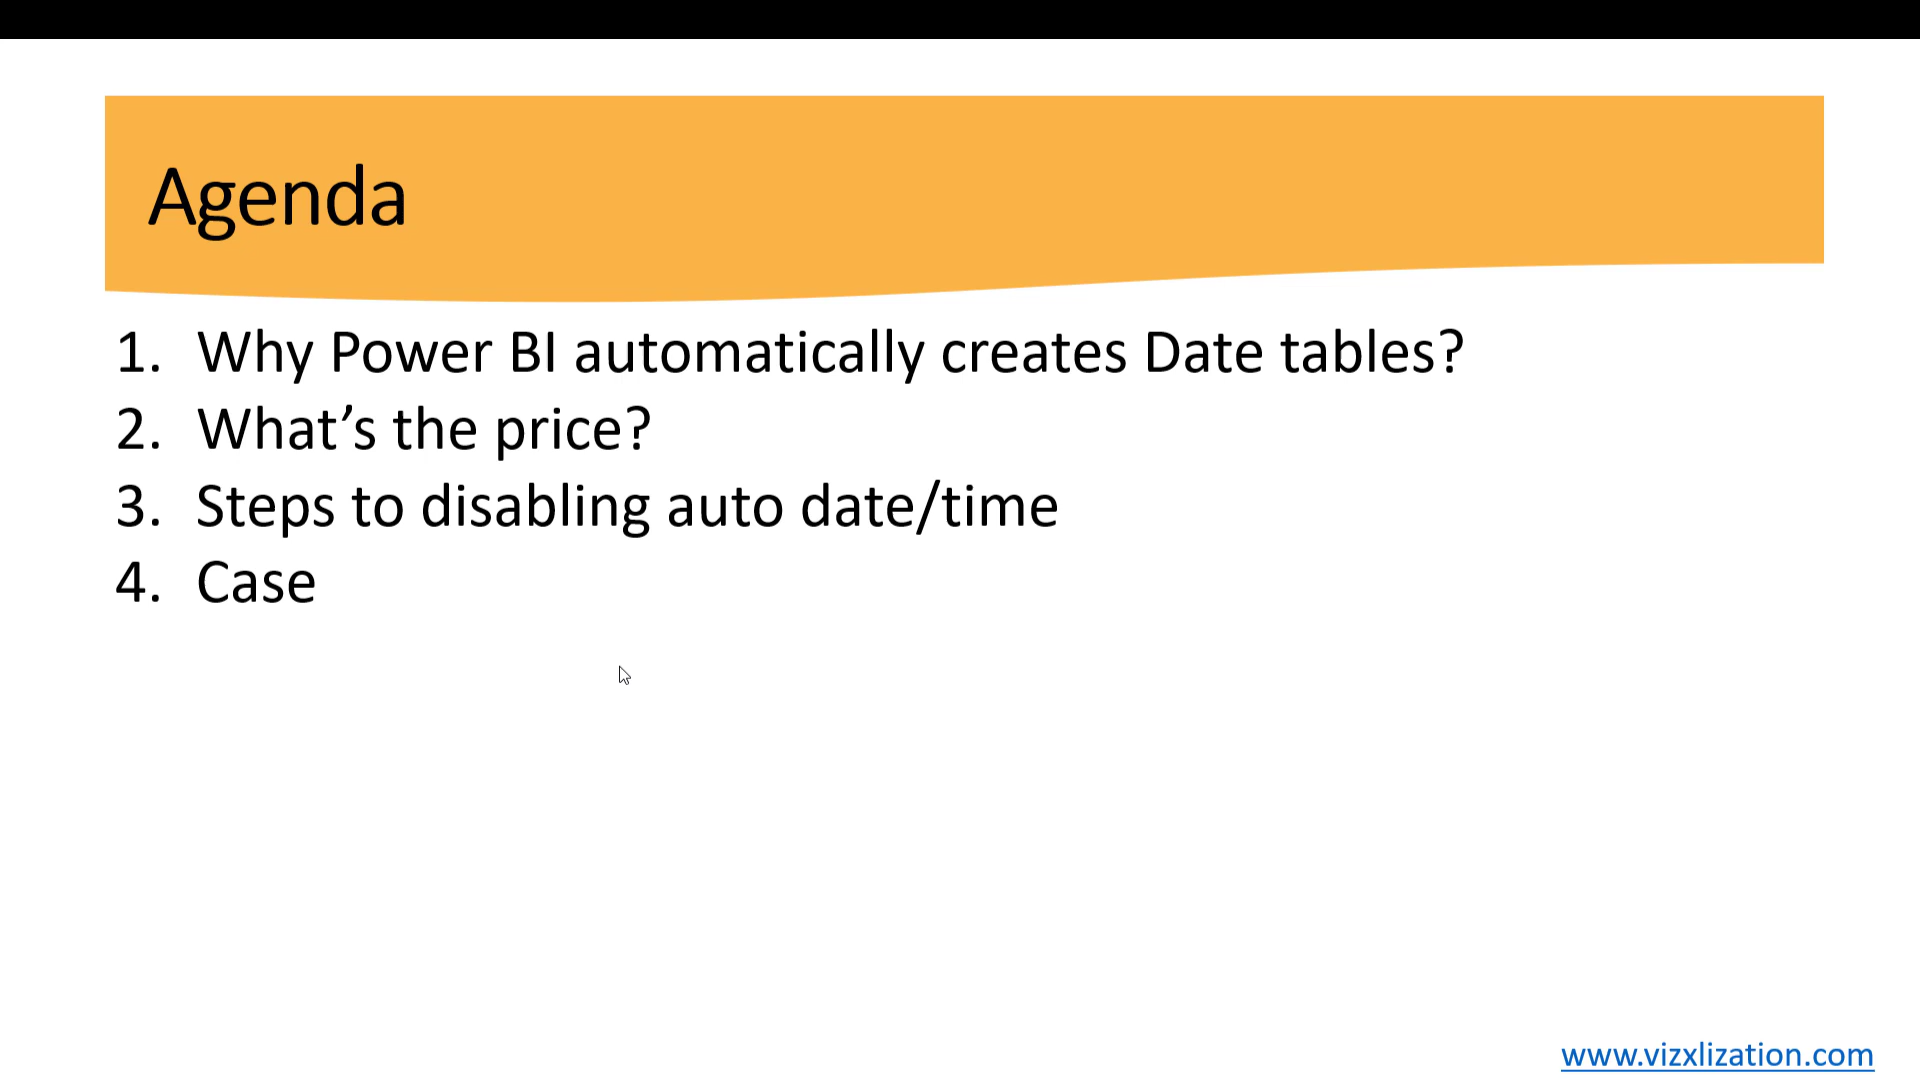 Agenda
1. Why Power BI automatically creates Date tables?
2. What’s the price?
3. Steps to disabling auto date/time
4. Case
www.vizxlization.com